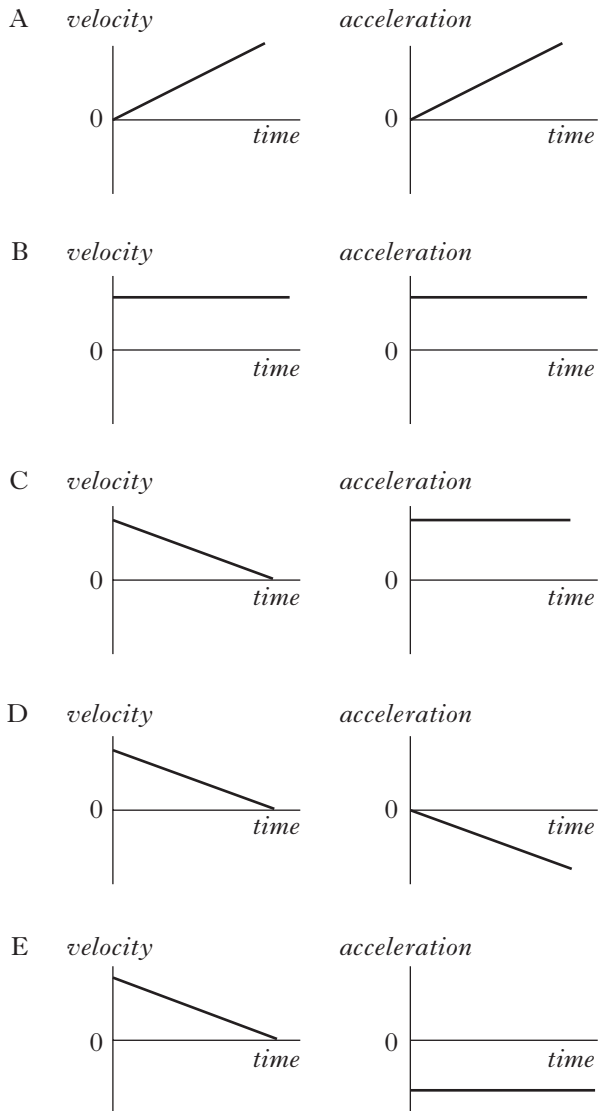 A velocity acceleration
0 time 0 time
B velocity acceleration
0 time 0 time
C velocity acceleration
0 time 0 time
D velocity acceleration
0 time 0 time
E velocity acceleration
0 time 0 time